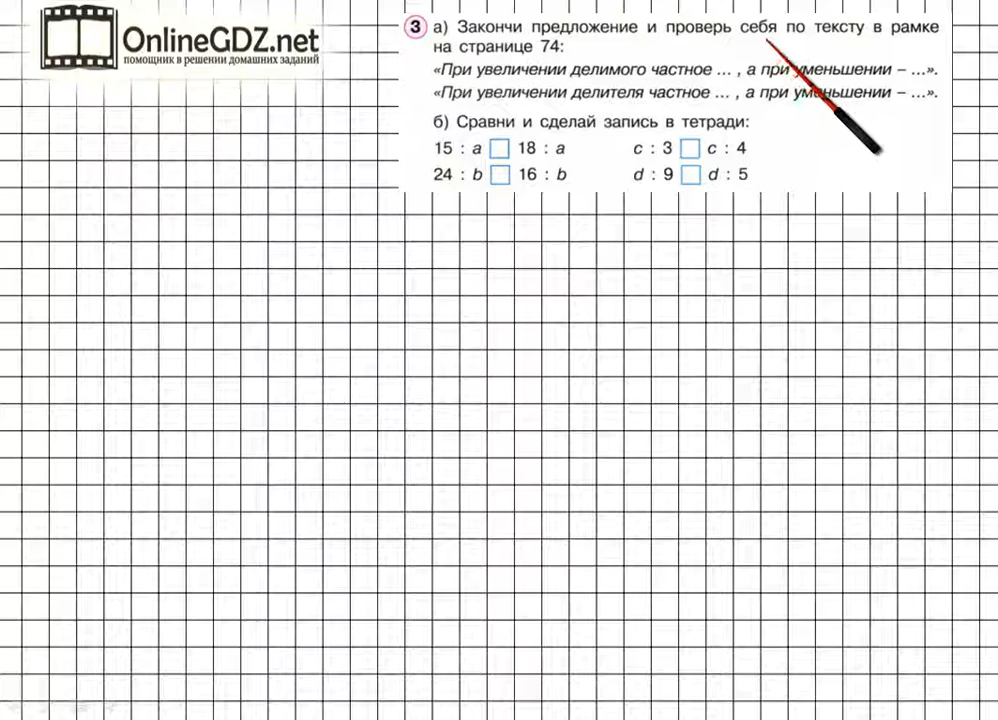 OnlineGDZ.net
помощник в решении домашних заданий
3 а) Закончи предложение и проверь себя по тексту в рамке
на странице 74:
«При увеличении делимого частное ... , а при уменьшении – ...».
«При увеличении делителя частное ... , а при уменьшении – ...».
б) Сравни и сделай запись в тетради:
15 : a □ 18 : a c : 3 □ c : 4
24 : b □ 16 : b d : 9 □ d : 5